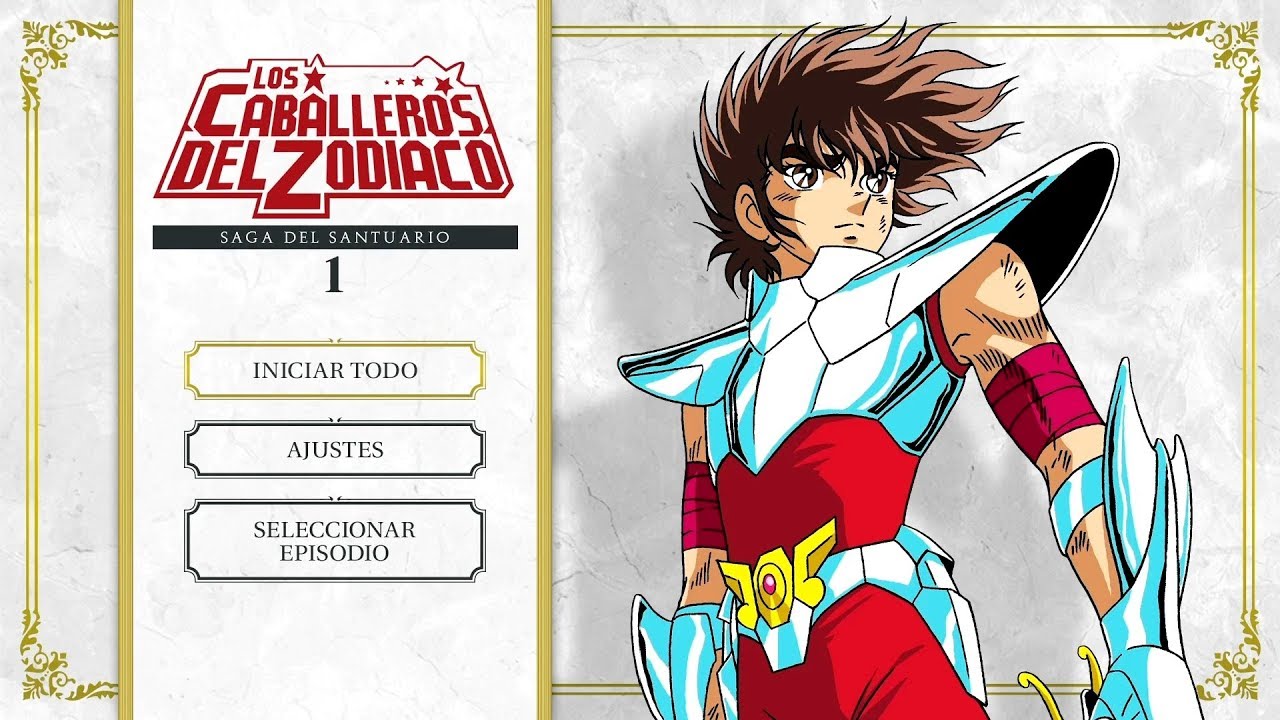 LOS
CABALLEROS
DEL ZODIACO
SAGA DEL SANTUARIO
1
INICIAR TODO
AJUSTES
SELECCIONAR
EPISODIO